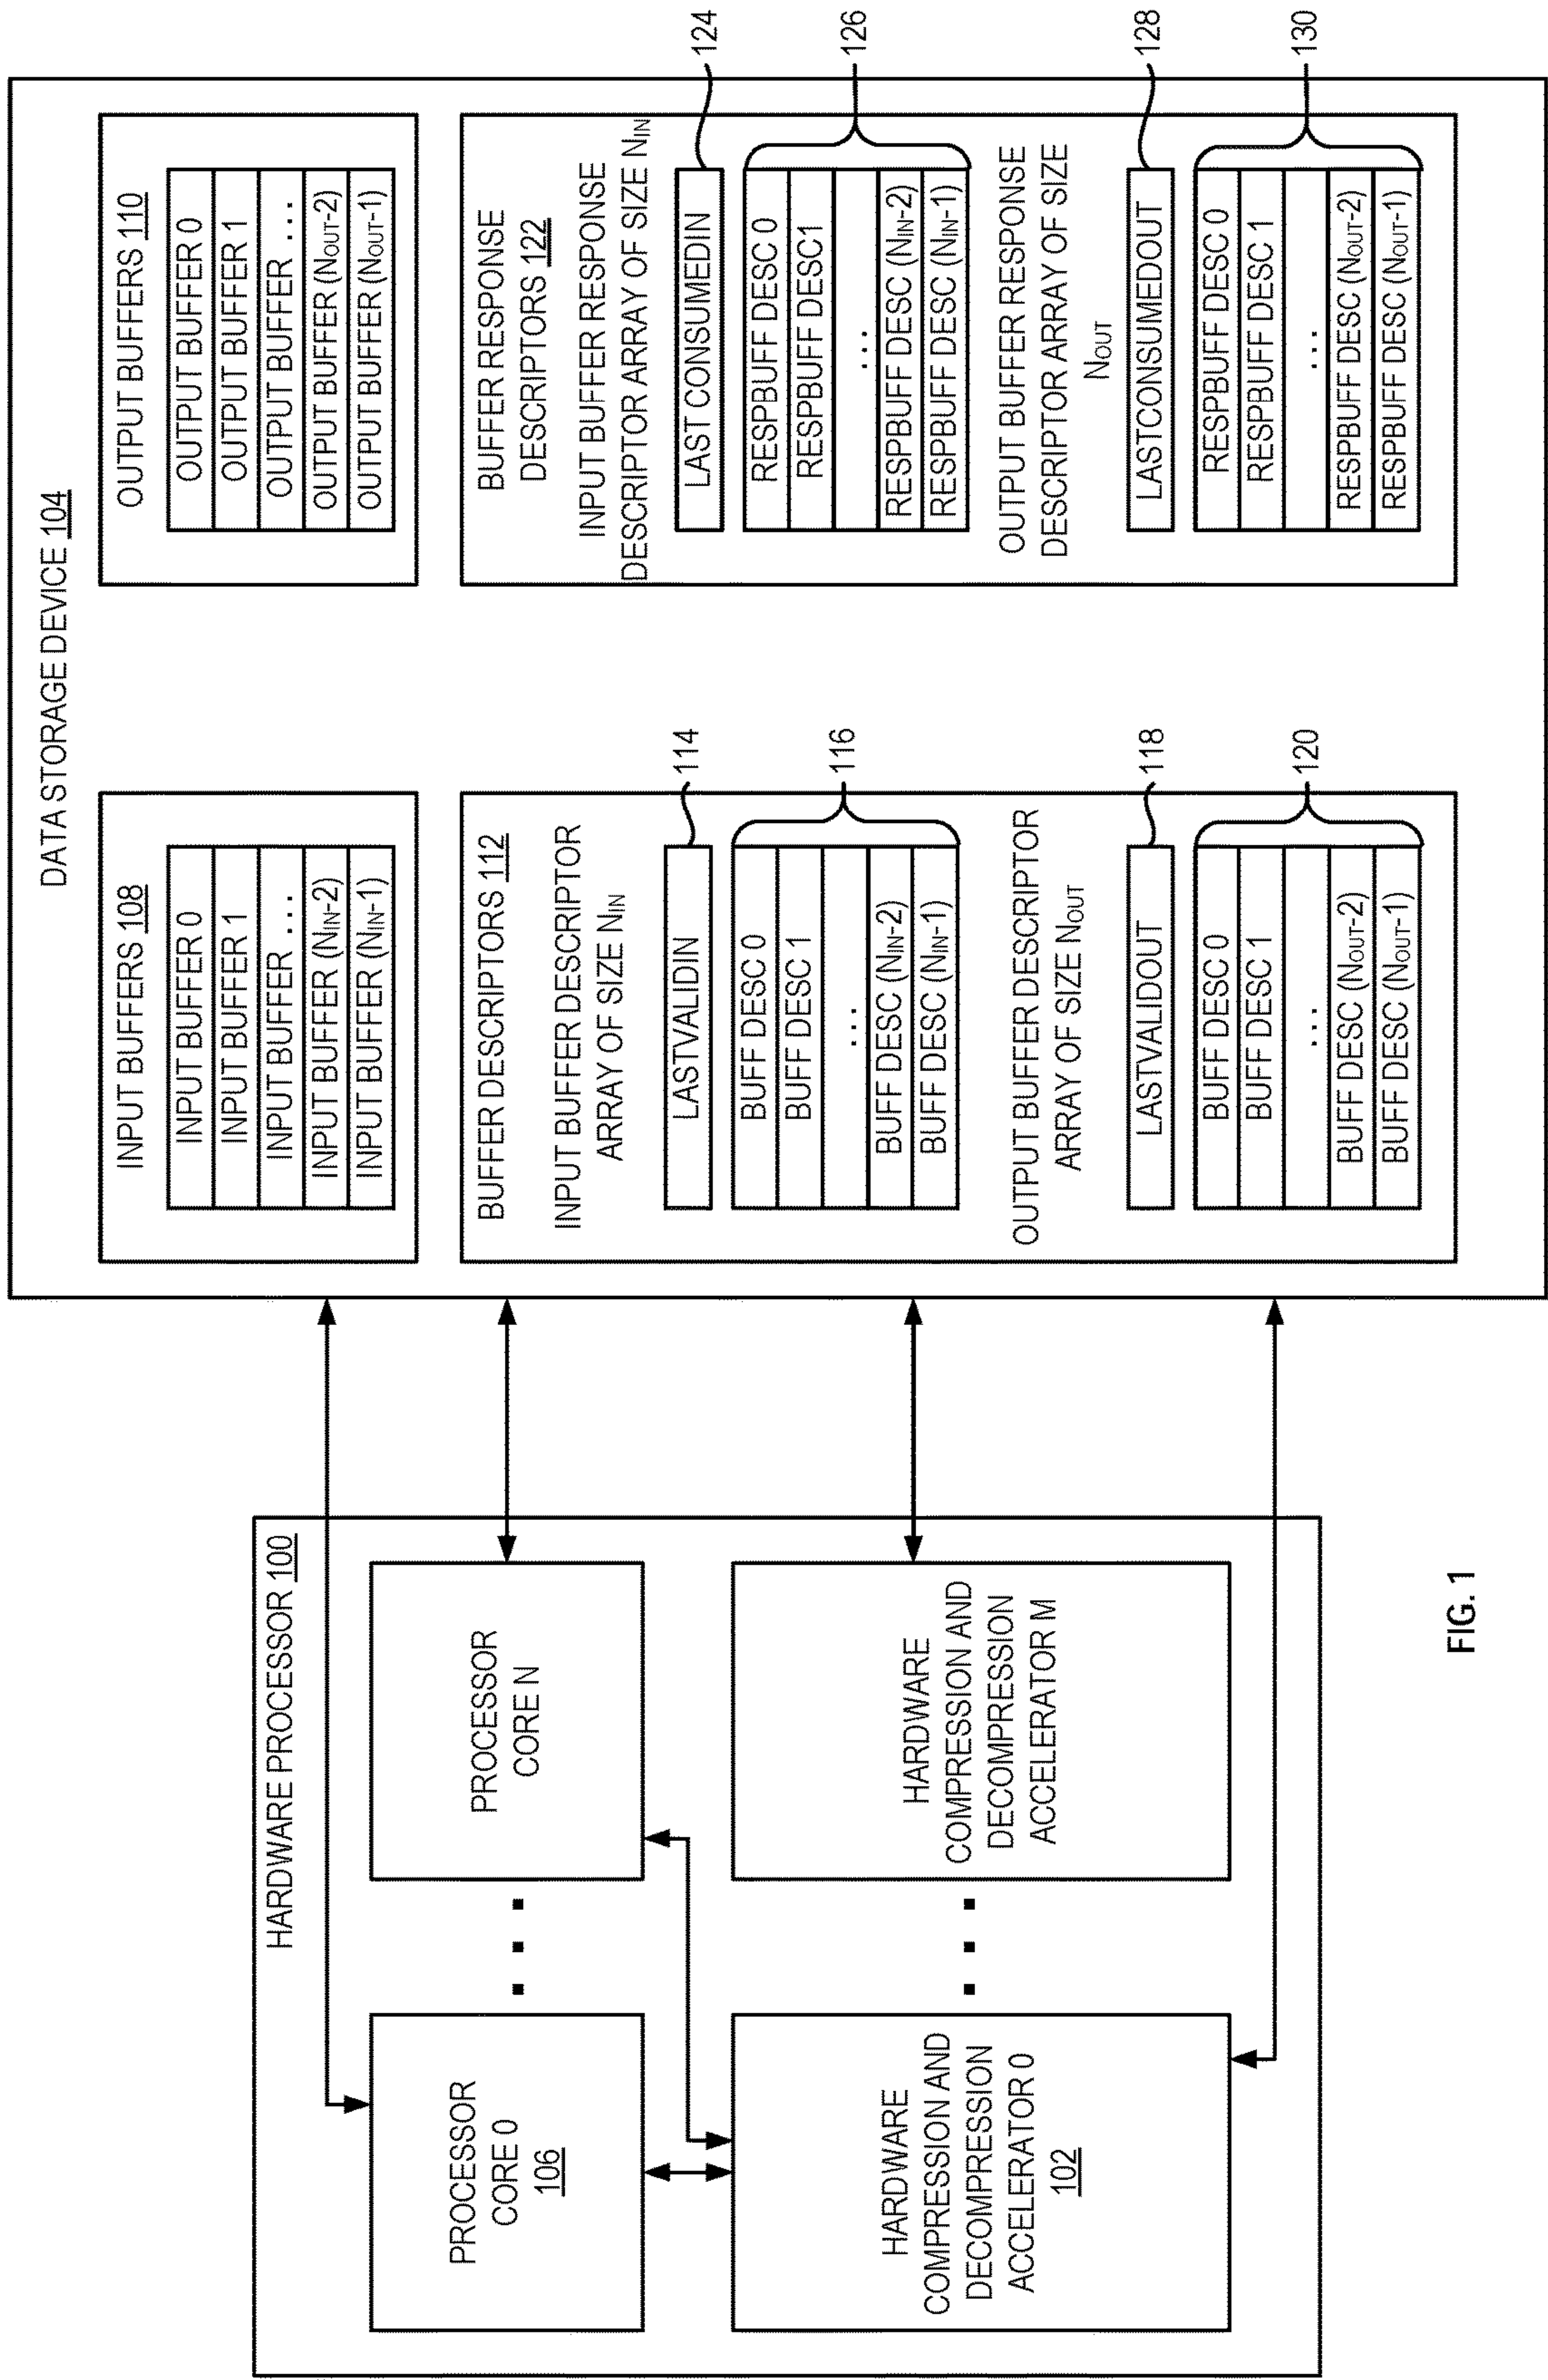 HARDWARE PROCESSOR 100
PROCESSOR
CORE 0
106
PROCESSOR
CORE N
HARDWARE
COMPRESSION AND
DECOMPRESSION
ACCELERATOR 0
102
HARDWARE
COMPRESSION AND
DECOMPRESSION
ACCELERATOR M
DATA STORAGE DEVICE 104
INPUT BUFFERS 108
INPUT BUFFER 0
INPUT BUFFER 1
INPUT BUFFER ...
INPUT BUFFER (NIN-2)
INPUT BUFFER (NIN-1)
OUTPUT BUFFERS 110
OUTPUT BUFFER 0
OUTPUT BUFFER 1
OUTPUT BUFFER ...
OUTPUT BUFFER (NOUT-2)
OUTPUT BUFFER (NOUT-1)
BUFFER DESCRIPTORS 112
INPUT BUFFER DESCRIPTOR
ARRAY OF SIZE NIN
LASTVALIDIN
114
BUFF DESC 0
BUFF DESC 1
...
BUFF DESC (NIN-2)
BUFF DESC (NIN-1)
116
OUTPUT BUFFER DESCRIPTOR
ARRAY OF SIZE NOUT
LASTVALIDOUT
118
BUFF DESC 0
BUFF DESC 1
...
BUFF DESC (NOUT-2)
BUFF DESC (NOUT-1)
120
BUFFER RESPONSE
DESCRIPTORS 122
INPUT BUFFER RESPONSE
DESCRIPTOR ARRAY OF SIZE NIN
LAST CONSUMEDIN
124
RESPBUFF DESC 0
RESPBUFF DESC1
...
RESPBUFF DESC (NIN-2)
RESPBUFF DESC (NIN-1)
126
OUTPUT BUFFER RESPONSE
DESCRIPTOR ARRAY OF SIZE
NOUT
LASTCONSUMEDOUT
128
RESPBUFF DESC 0
RESPBUFF DESC 1
...
RESPBUFF DESC (NOUT-2)
RESPBUFF DESC (NOUT-1)
130
FIG. 1